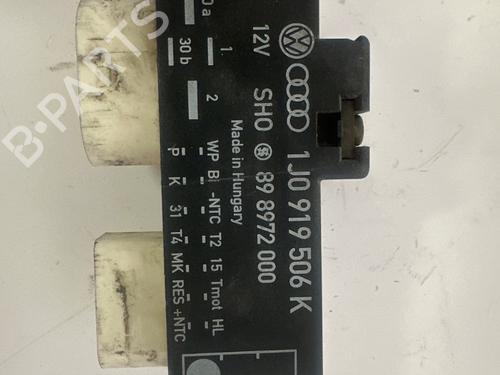 1J0 919 506 K
12V SHO 89 8972 000
Made in Hungary
0 a 1 2 WP Bi -NTC T2 15 Tmot HL
30 b P K 31 T4 MK RES +NTC
B-PARTS